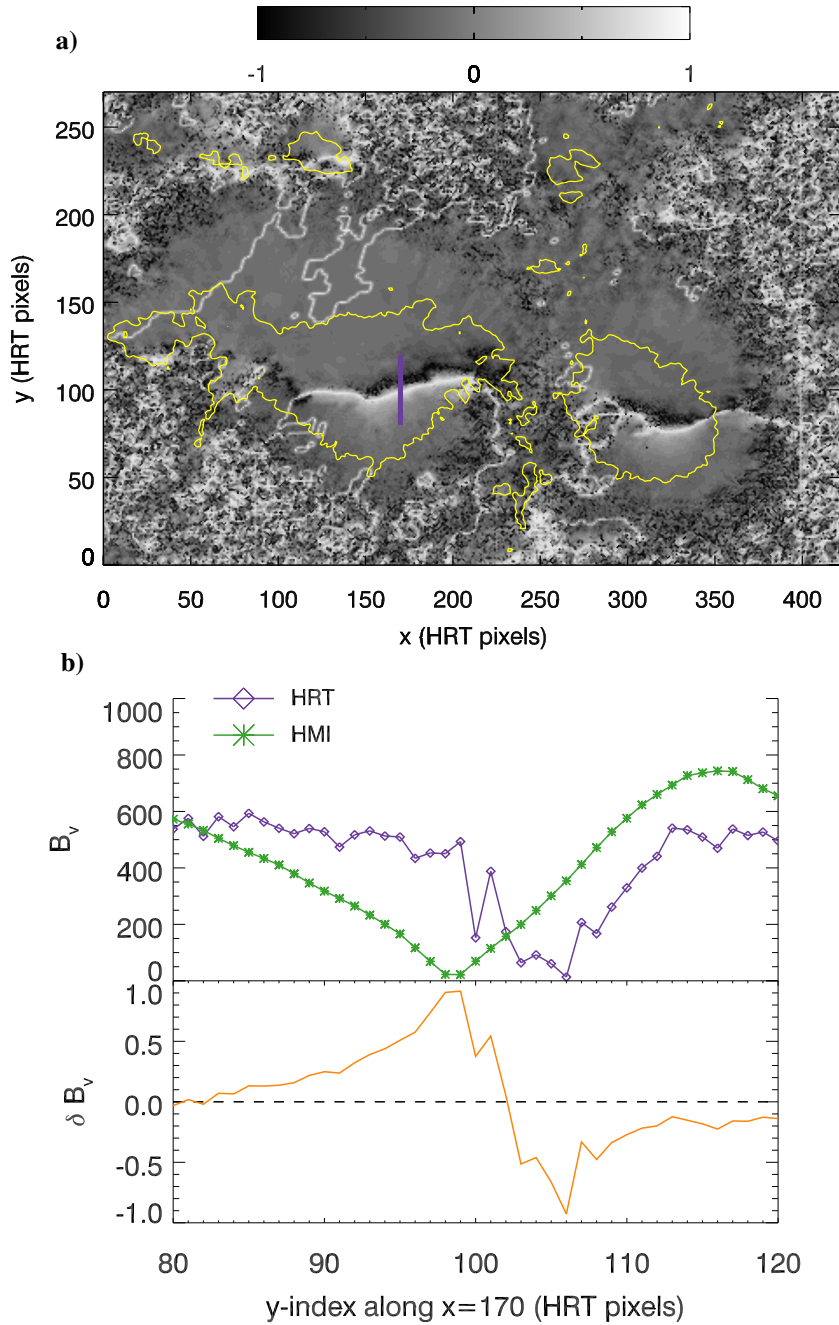 a)
-1 0 1
250
200
150
100
50
0
y (HRT pixels)
0 50 100 150 200 250 300 350 400
x (HRT pixels)
b)
HRT
HMI
1000
800
600
400
200
0
B_v
1.0
0.5
0.0
-0.5
-1.0
δ B_v
80 90 100 110 120
y-index along x=170 (HRT pixels)